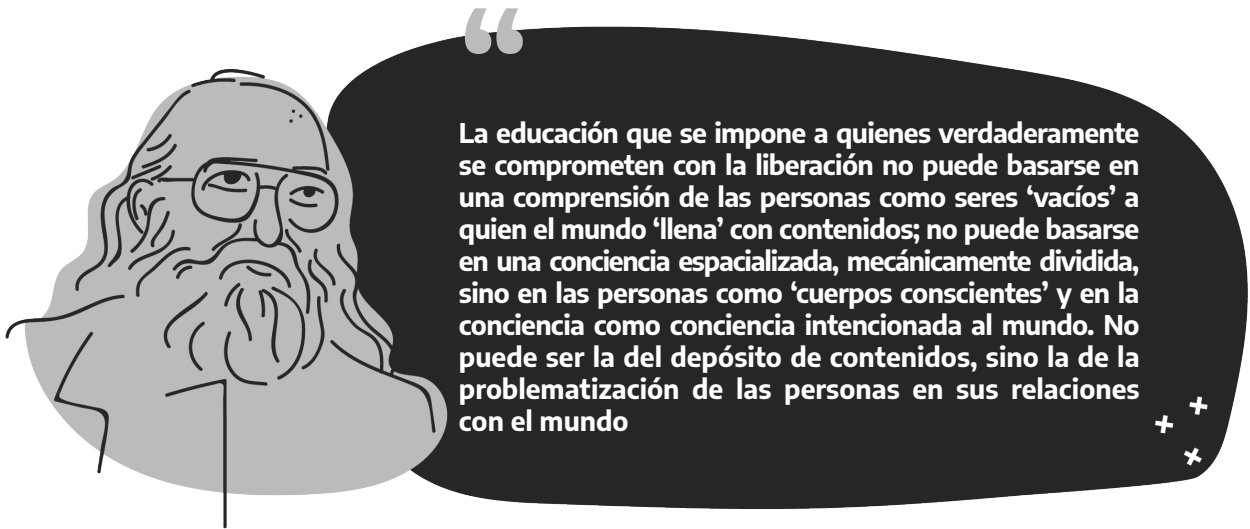 “
La educación que se impone a quienes verdaderamente
se comprometen con la liberación no puede basarse en
una comprensión de las personas como seres ‘vacíos’ a
quien el mundo ‘llena’ con contenidos; no puede basarse
en una conciencia espacializada, mecánicamente dividida,
sino en las personas como ‘cuerpos conscientes’ y en la
conciencia como conciencia intencionada al mundo. No
puede ser la del depósito de contenidos, sino la de la
problematización de las personas en sus relaciones
con el mundo